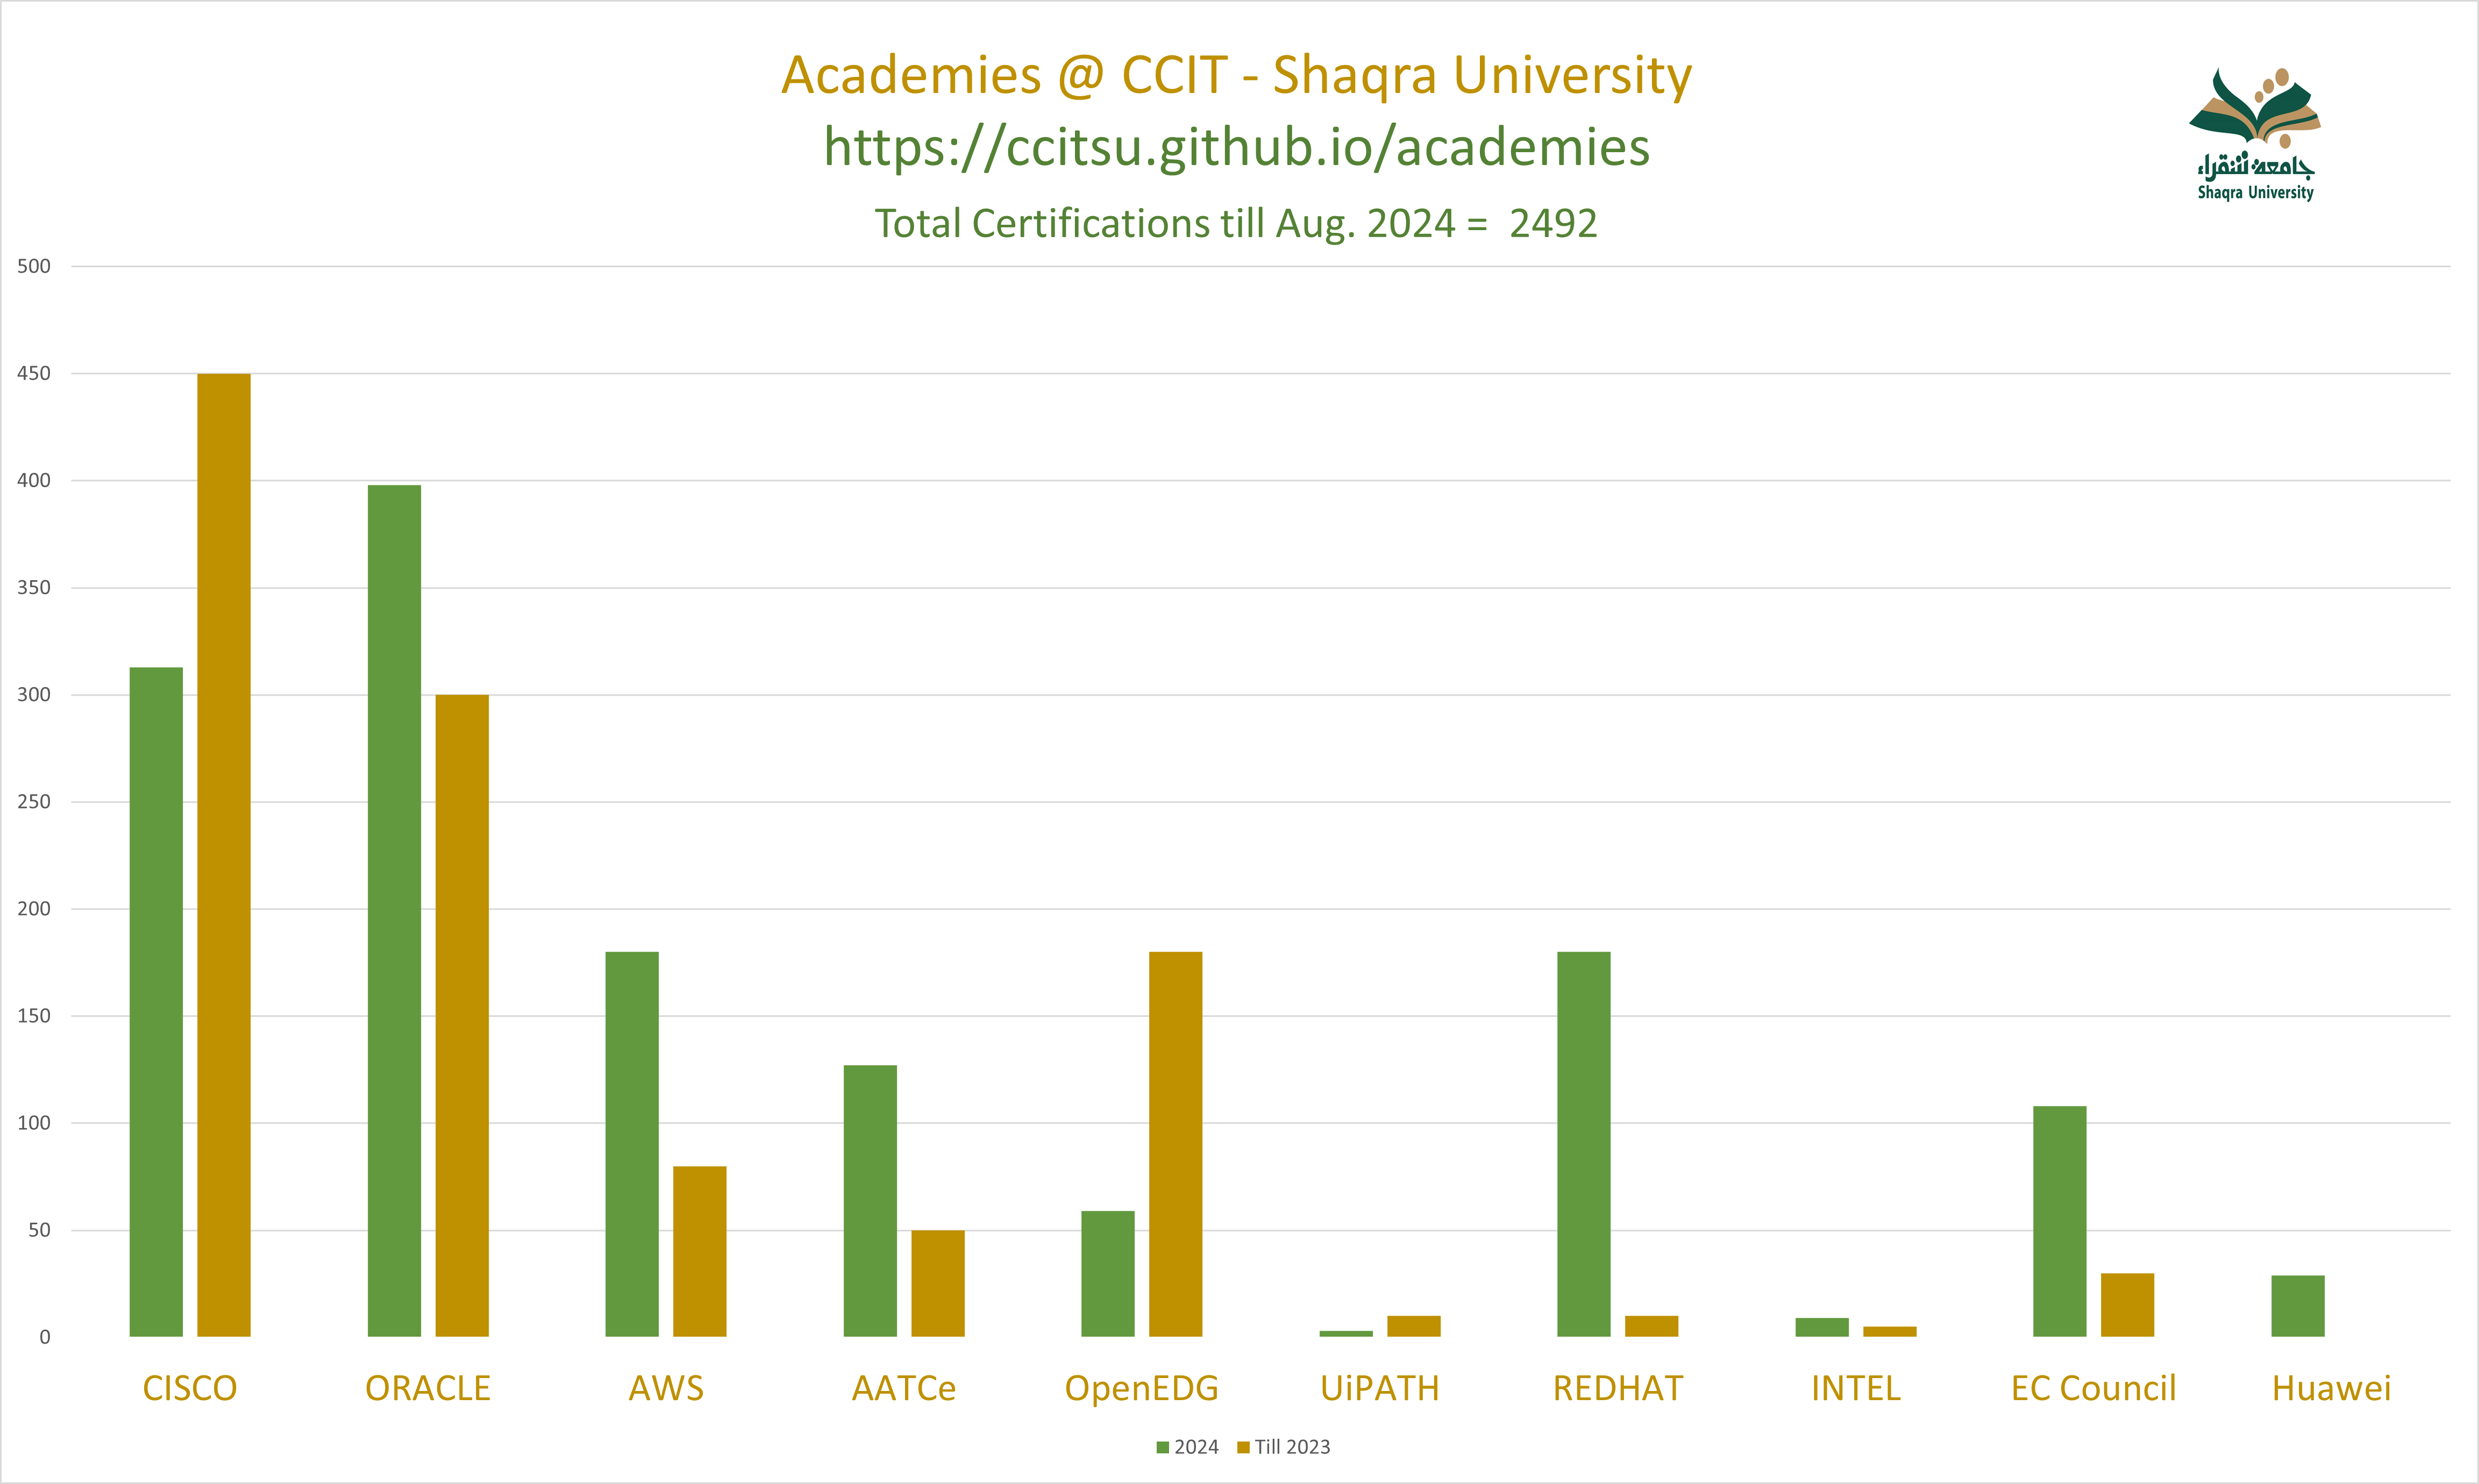 Academies @ CCIT - Shaqra University
https://ccitsu.github.io/academies
Total Certifications till Aug. 2024 = 2492
جامعة شقراء
Shaqra University
500
450
400
350
300
250
200
150
100
50
0
CISCO ORACLE AWS AATCe OpenEDG UiPATH REDHAT INTEL EC Council Huawei
2024 Till 2023